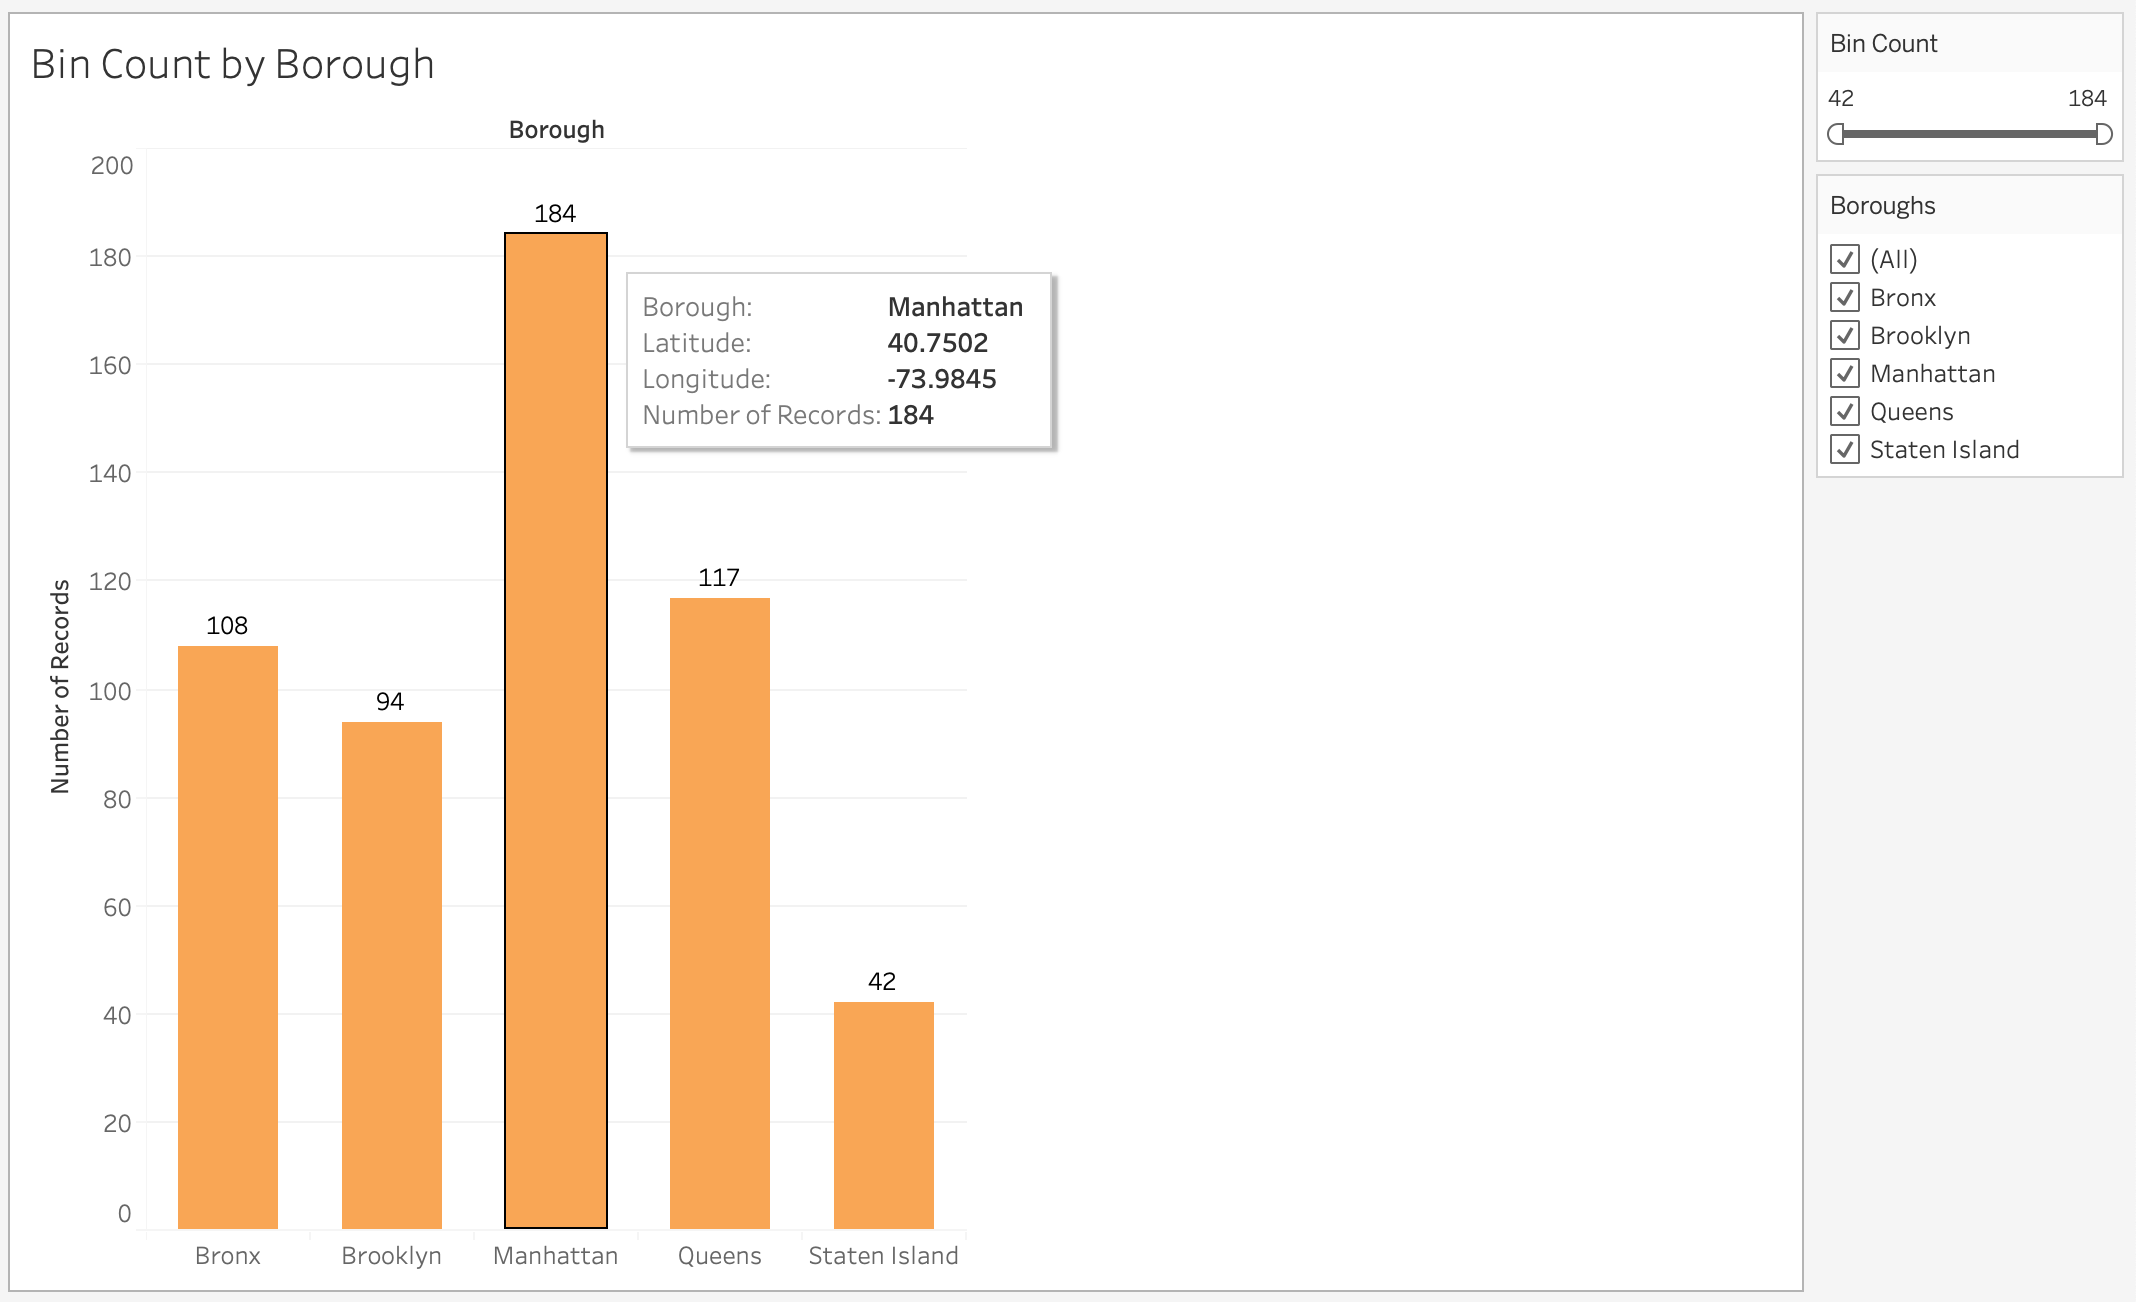 Bin Count by Borough
Borough
Number of Records
200
180
160
140
120
100
80
60
40
20
0
108
94
184
117
42
Bronx
Brooklyn
Manhattan
Queens
Staten Island
Borough: Manhattan
Latitude: 40.7502
Longitude: -73.9845
Number of Records: 184
Bin Count
42 184
Boroughs
(All)
Bronx
Brooklyn
Manhattan
Queens
Staten Island